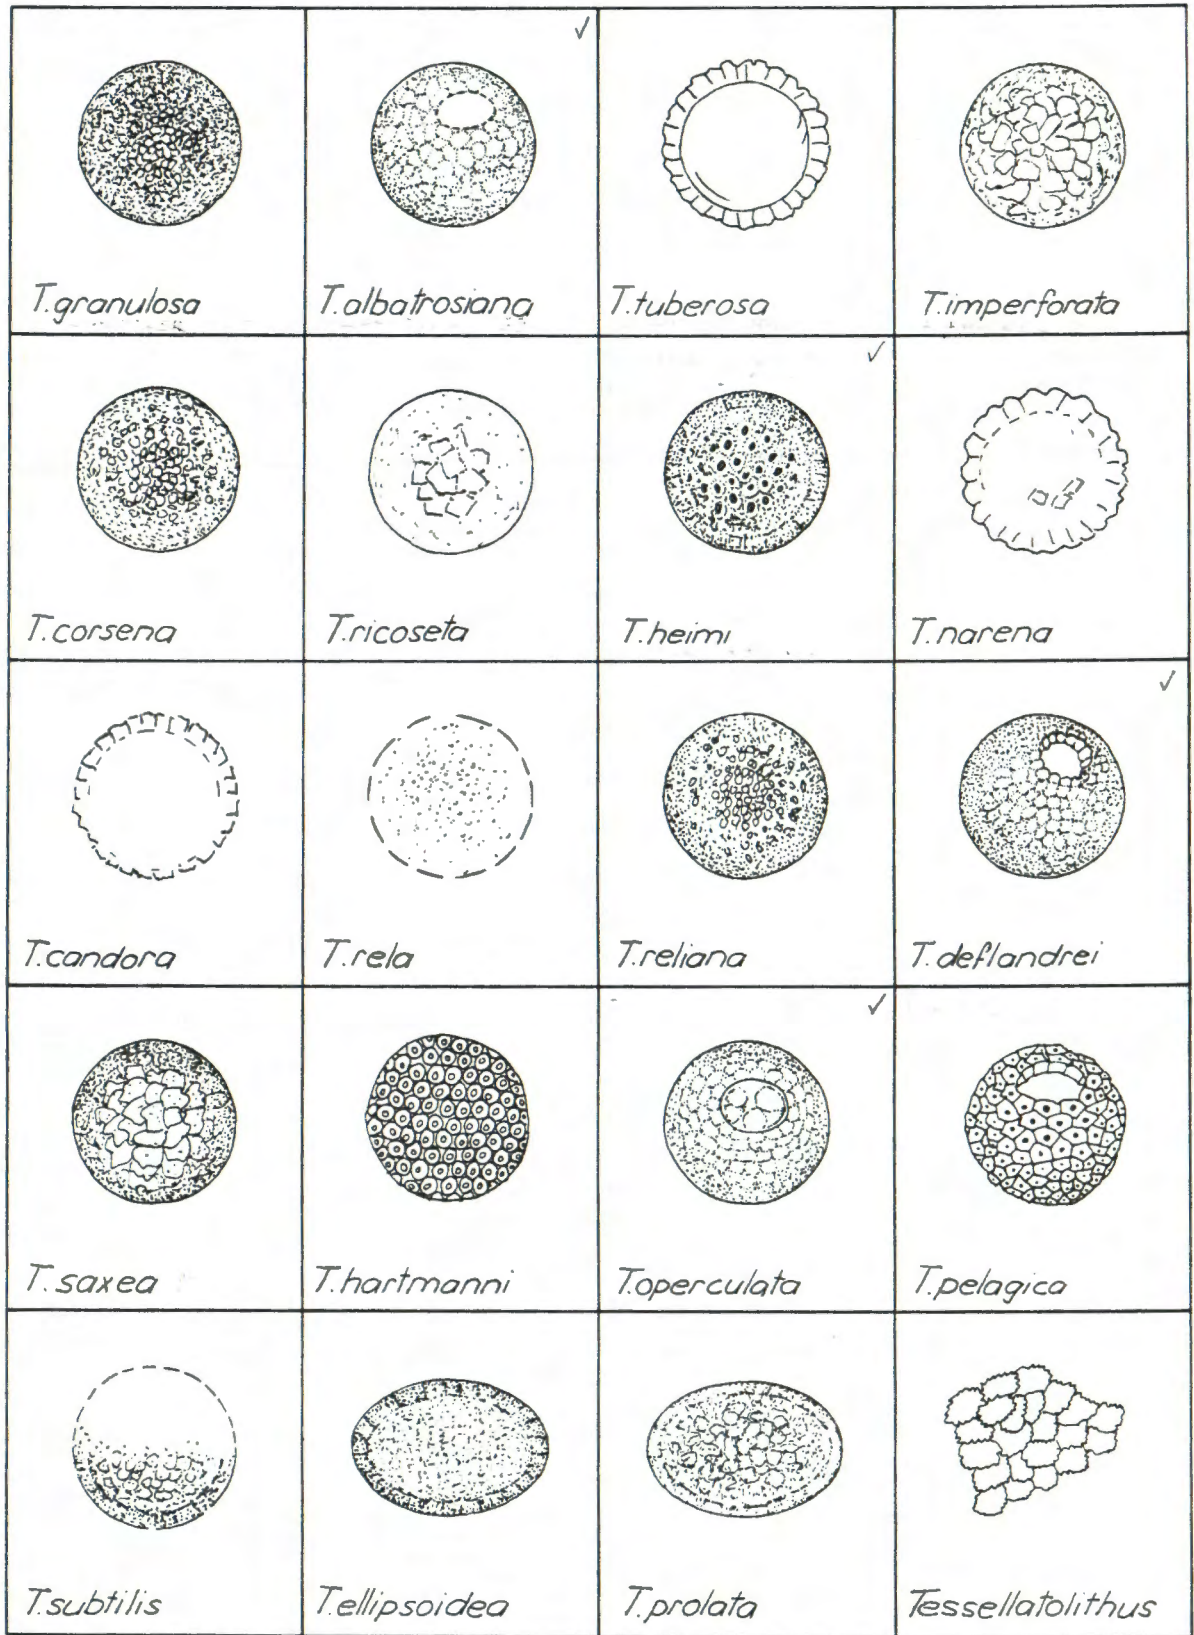 T.granulosa
T.albatrosiana
T.tuberosa
T.imperforata
T.corsena
T.ricoseta
T.heimi
T.narena
T.candora
T.rela
T.reliana
T.deflandrei
T.saxea
T.hartmanni
T.operculata
T.pelagica
T.subtilis
T.ellipsoidea
T.prolata
Tessellatolithus